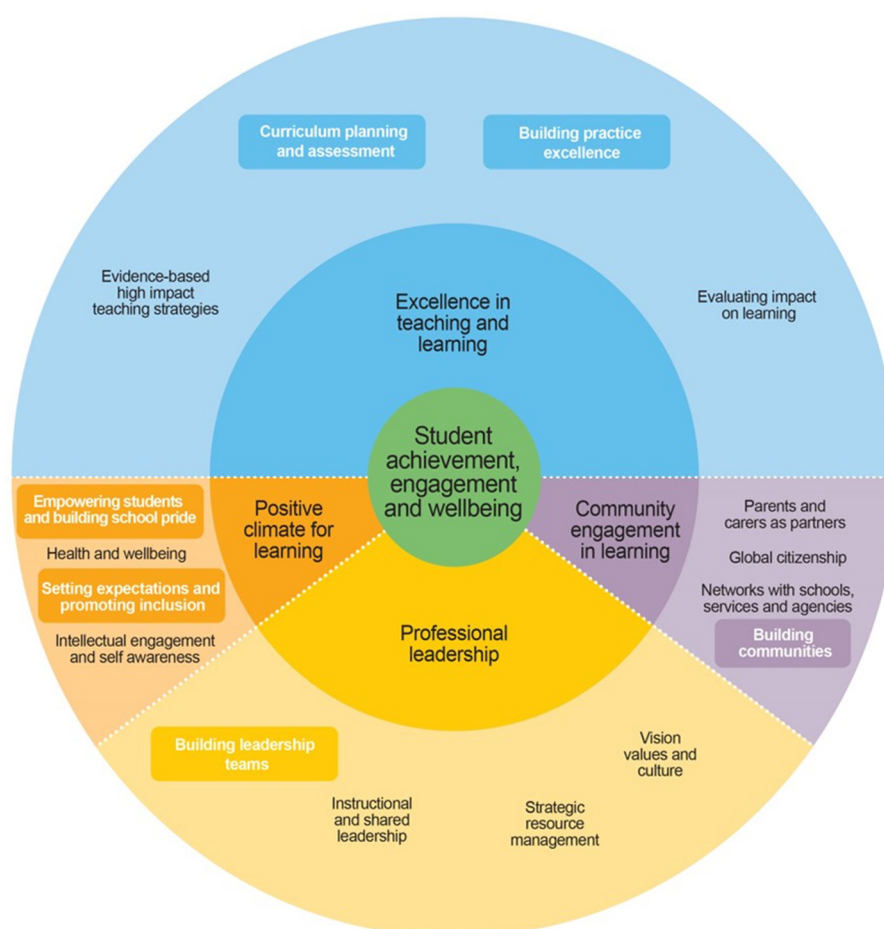 Curriculum planning
and assessment
Building practice
excellence
Evidence-based
high impact
teaching strategies
Excellence in
teaching and
learning
Evaluating impact
on learning
Student
achievement,
engagement
and wellbeing
Empowering students
and building school pride
Health and wellbeing
Setting expectations and
promoting inclusion
Intellectual engagement
and self awareness
Positive
climate for
learning
Community
engagement
in learning
Parents and
carers as partners
Global citizenship
Networks with schools,
services and agencies
Building
communities
Professional
leadership
Building leadership
teams
Instructional
and shared
leadership
Strategic
resource
management
Vision
values and
culture